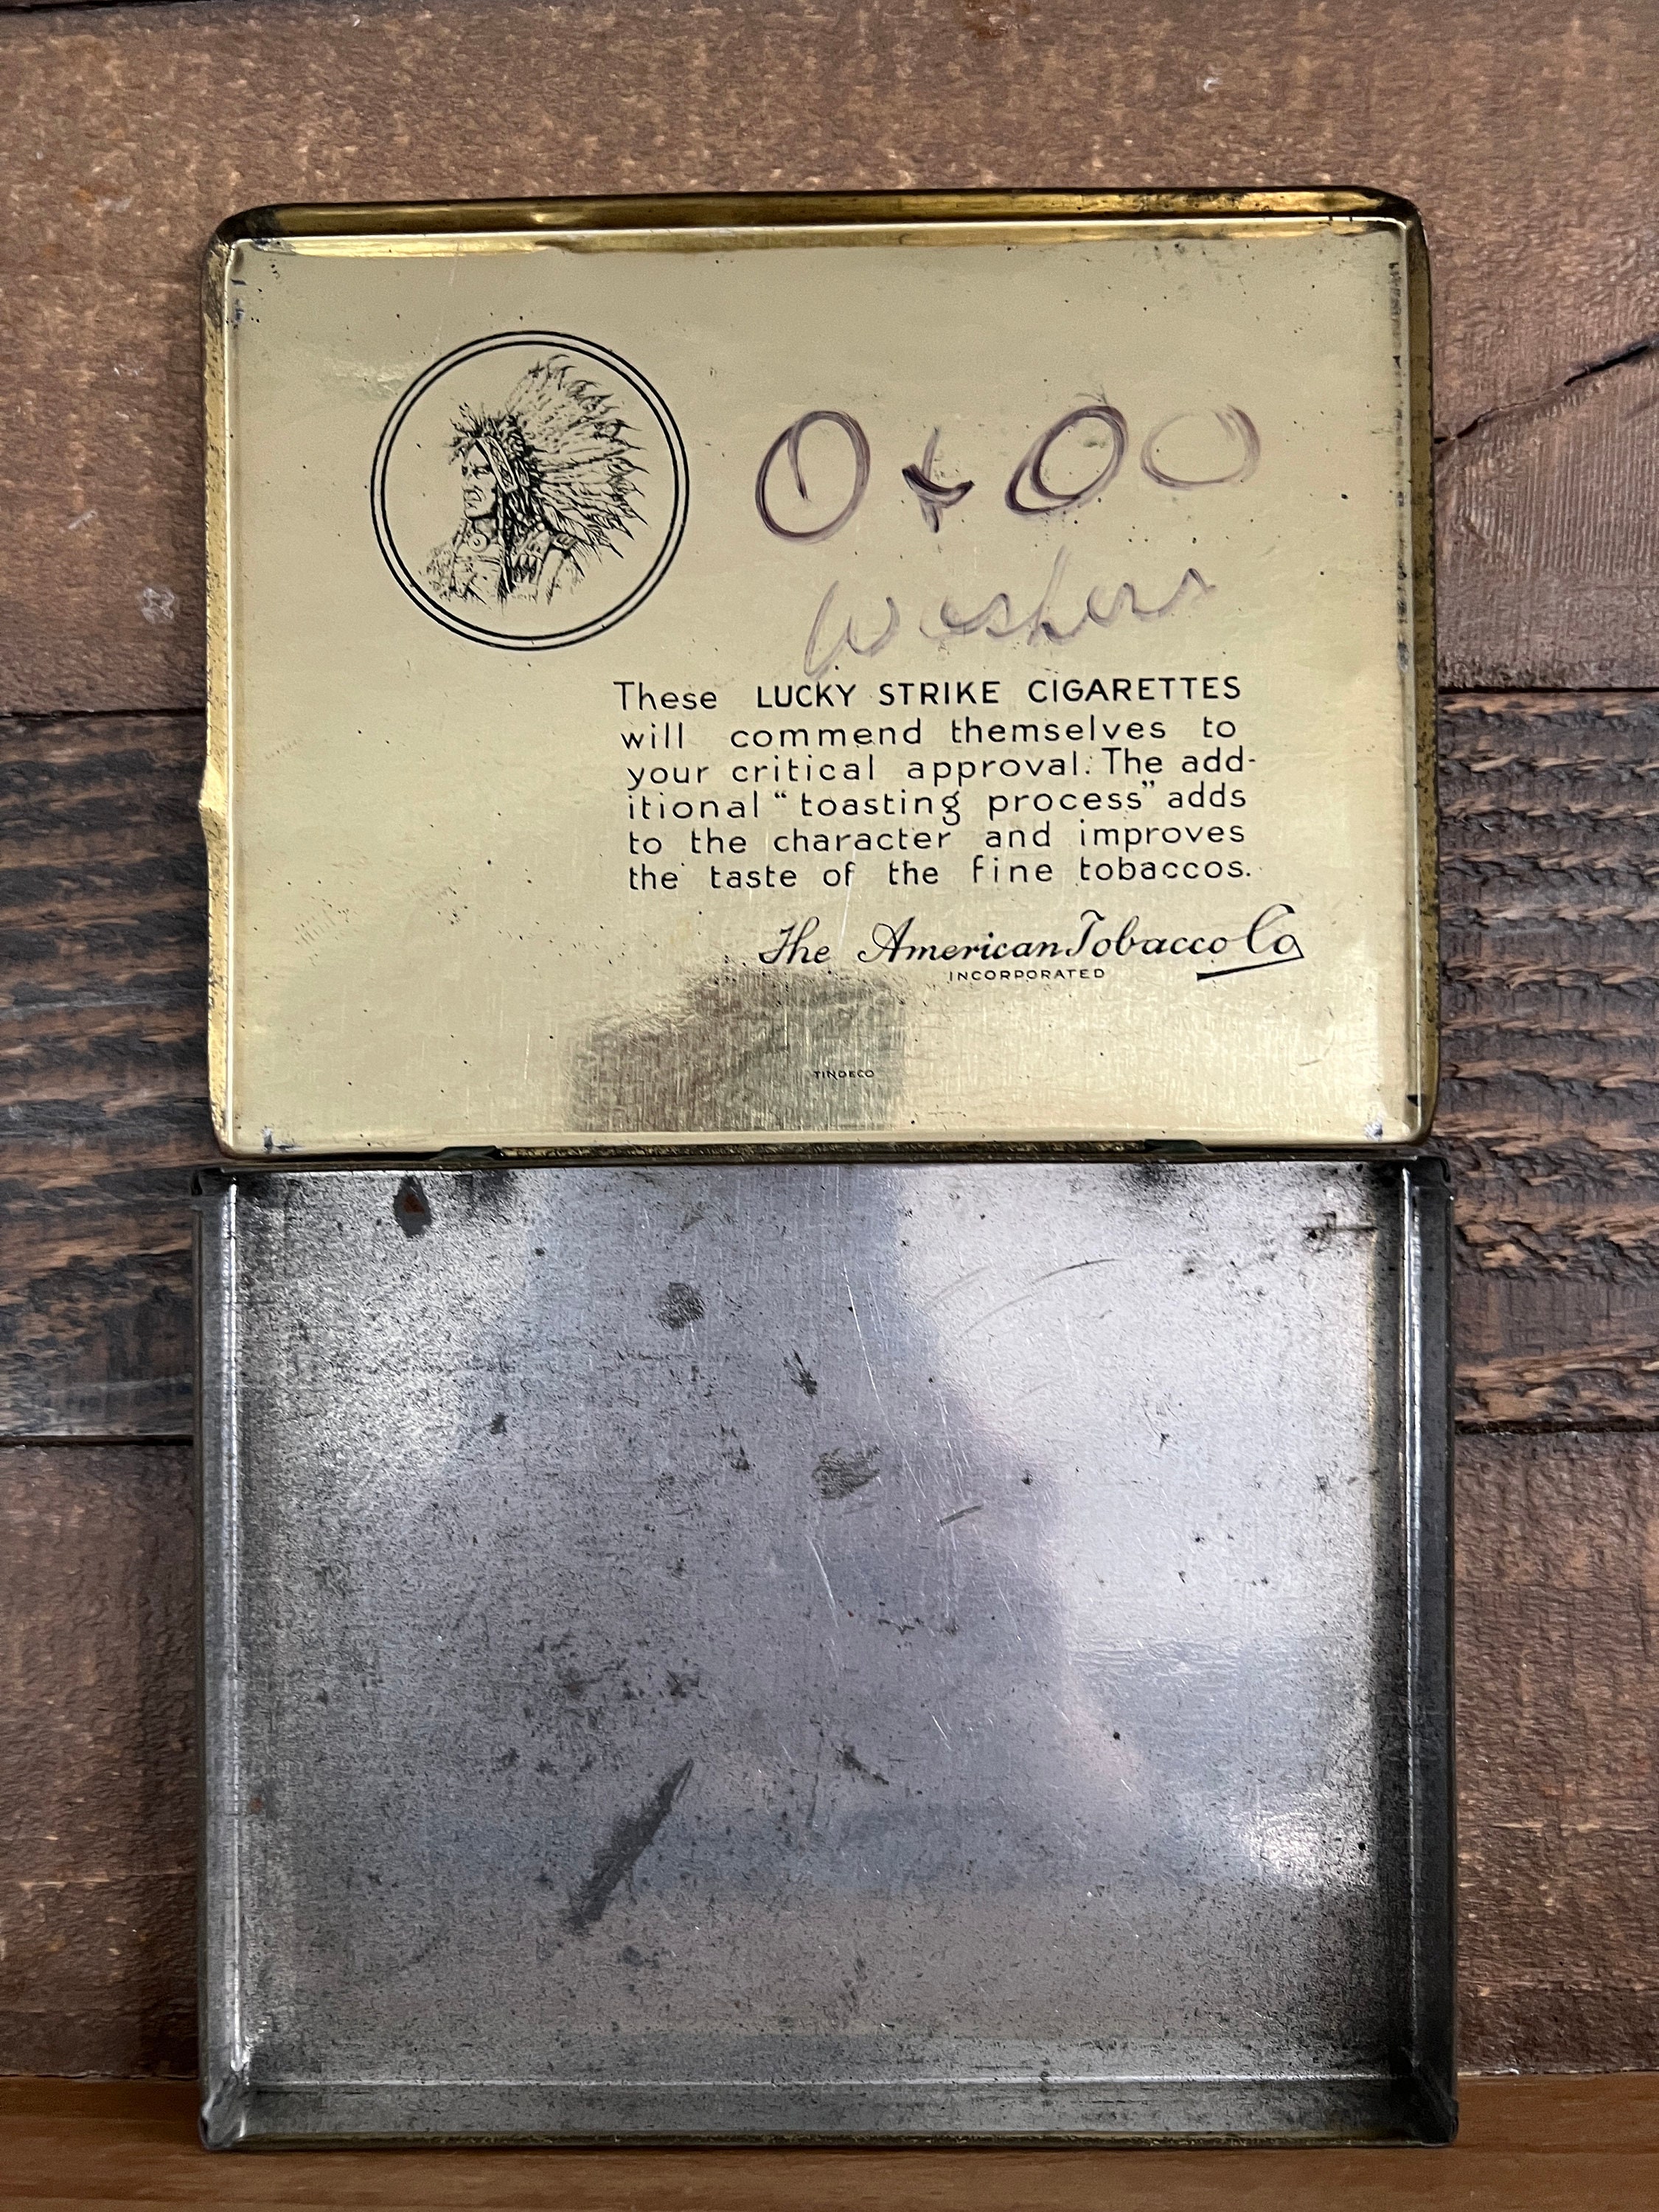 O & OO
Washers
These LUCKY STRIKE CIGARETTES
will commend themselves to
your critical approval. The add-
itional "toasting process" adds
to the character and improves
the taste of the fine tobaccos.
The American Tobacco Co
INCORPORATED
TINDECO